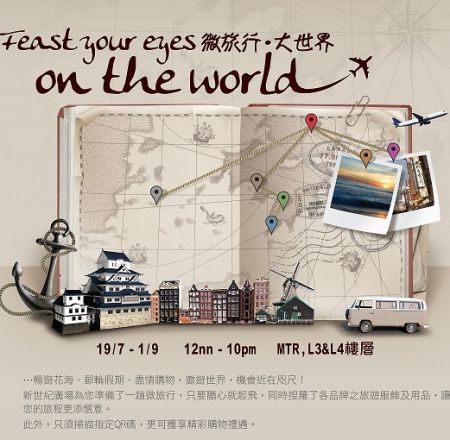 Feast your eyes 微旅行·大世界
on the world
19/7 - 1/9 12nn - 10pm MTR, L3&L4樓層
…暢遊花海、郵輪假期、盡情購物，遨遊世界，機會近在咫尺！
新世紀廣場為您準備了一趟微旅行，只要隨心就起飛，同時搜羅了各品牌之旅遊服飾及用品，讓
您的旅程更添愜意。
此外，只須掃描指定QR碼，更可獲享精彩購物禮遇。